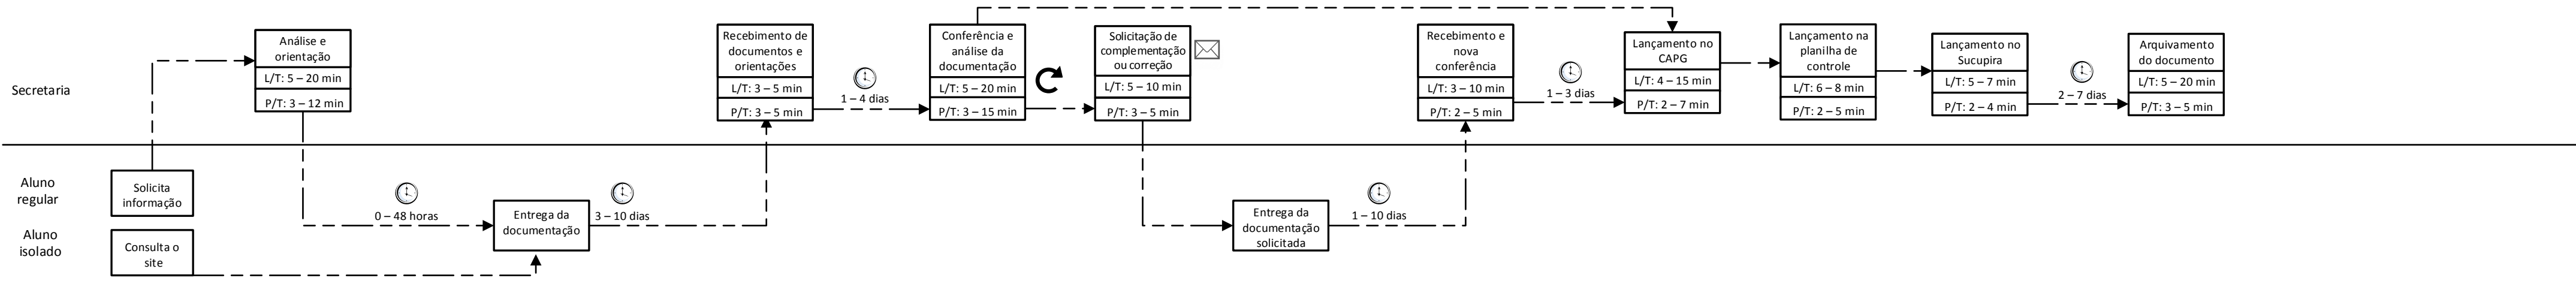 Secretaria
Análise e
orientação
L/T: 5 – 20 min
P/T: 3 – 12 min
Recebimento de
documentos e
orientações
L/T: 3 – 5 min
P/T: 3 – 5 min
1 – 4 dias
Conferência e
análise da
documentação
L/T: 5 – 20 min
P/T: 3 – 15 min
Solicitação de
complementação
ou correção
L/T: 5 – 10 min
P/T: 3 – 5 min
Recebimento e
nova
conferência
L/T: 3 – 10 min
P/T: 2 – 5 min
1 – 3 dias
Lançamento no
CAPG
L/T: 4 – 15 min
P/T: 2 – 7 min
Lançamento na
planilha de
controle
L/T: 6 – 8 min
P/T: 2 – 5 min
Lançamento no
Sucupira
L/T: 5 – 7 min
P/T: 2 – 4 min
2 – 7 dias
Arquivamento
do documento
L/T: 5 – 20 min
P/T: 3 – 5 min
Aluno
regular
Solicita
informação
0 – 48 horas
Entrega da
documentação
3 – 10 dias
Entrega da
documentação
solicitada
1 – 10 dias
Aluno
isolado
Consulta o
site